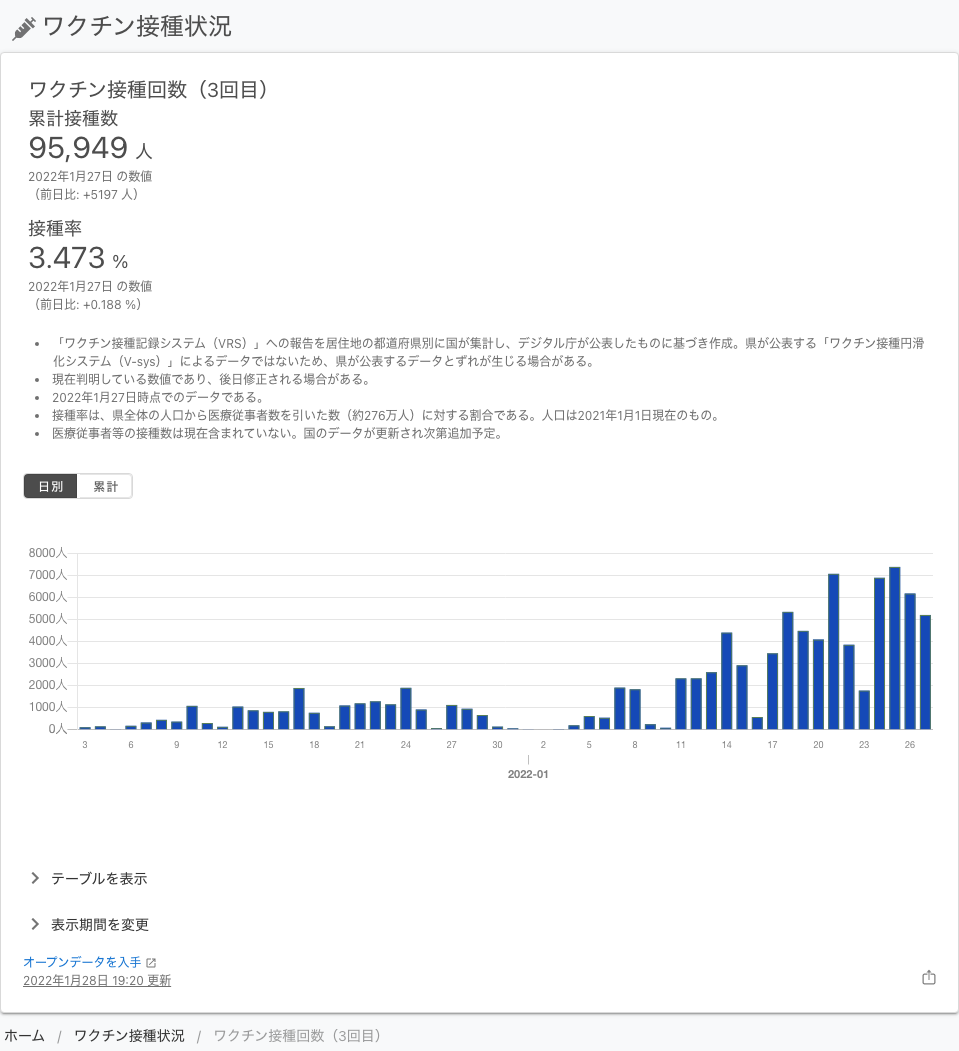 ワクチン接種状況
ワクチン接種回数（3回目）
累計接種数
95,949 人
2022年1月27日 の数値
（前日比: +5197 人）
接種率
3.473 %
2022年1月27日 の数値
（前日比: +0.188 %）
• 「ワクチン接種記録システム（VRS）」への報告を居住地の都道府県別に国が集計し、デジタル庁が公表したものに基づき作成。県が公表する「ワクチン接種円滑
化システム（V-sys）」によるデータではないため、県が公表するデータとずれが生じる場合がある。
• 現在判明している数値であり、後日修正される場合がある。
• 2022年1月27日時点でのデータである。
• 接種率は、県全体の人口から医療従事者数を引いた数（約276万人）に対する割合である。人口は2021年1月1日現在のもの。
• 医療従事者等の接種数は現在含まれていない。国のデータが更新され次第追加予定。
日別 累計
8000人
7000人
6000人
5000人
4000人
3000人
2000人
1000人
0人
3 6 9 12 15 18 21 24 27 30 2 5 8 11 14 17 20 23 26
2022-01
テーブルを表示
表示期間を変更
オープンデータを入手
2022年1月28日 19:20 更新
ホーム / ワクチン接種状況 / ワクチン接種回数（3回目）